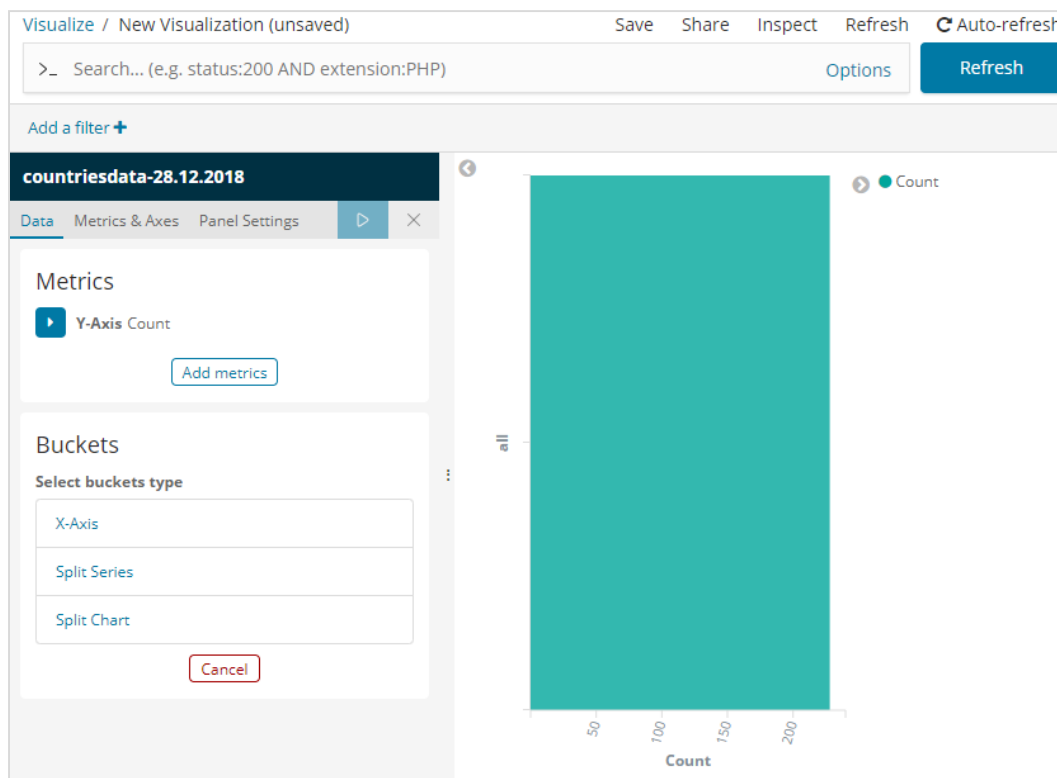 Visualize / New Visualization (unsaved) Save Share Inspect Refresh Auto-refresh
>_ Search... (e.g. status:200 AND extension:PHP) Options Refresh
Add a filter +
countriesdata-28.12.2018
Data Metrics & Axes Panel Settings
Metrics
Y-Axis Count
Add metrics
Buckets
Select buckets type
X-Axis
Split Series
Split Chart
Cancel
Count
all
50 100 150 200
Count